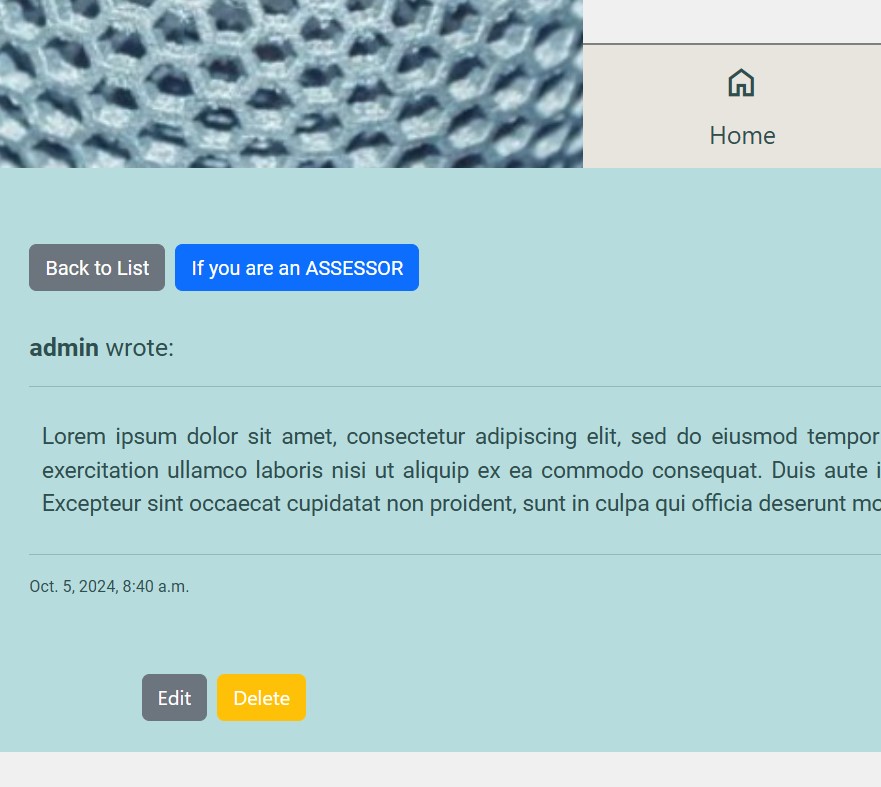 Home
Back to List
If you are an ASSESSOR
admin wrote:
Lorem ipsum dolor sit amet, consectetur adipiscing elit, sed do eiusmod tempor
exercitation ullamco laboris nisi ut aliquip ex ea commodo consequat. Duis aute i
Excepteur sint occaecat cupidatat non proident, sunt in culpa qui officia deserunt mo
Oct. 5, 2024, 8:40 a.m.
Edit
Delete